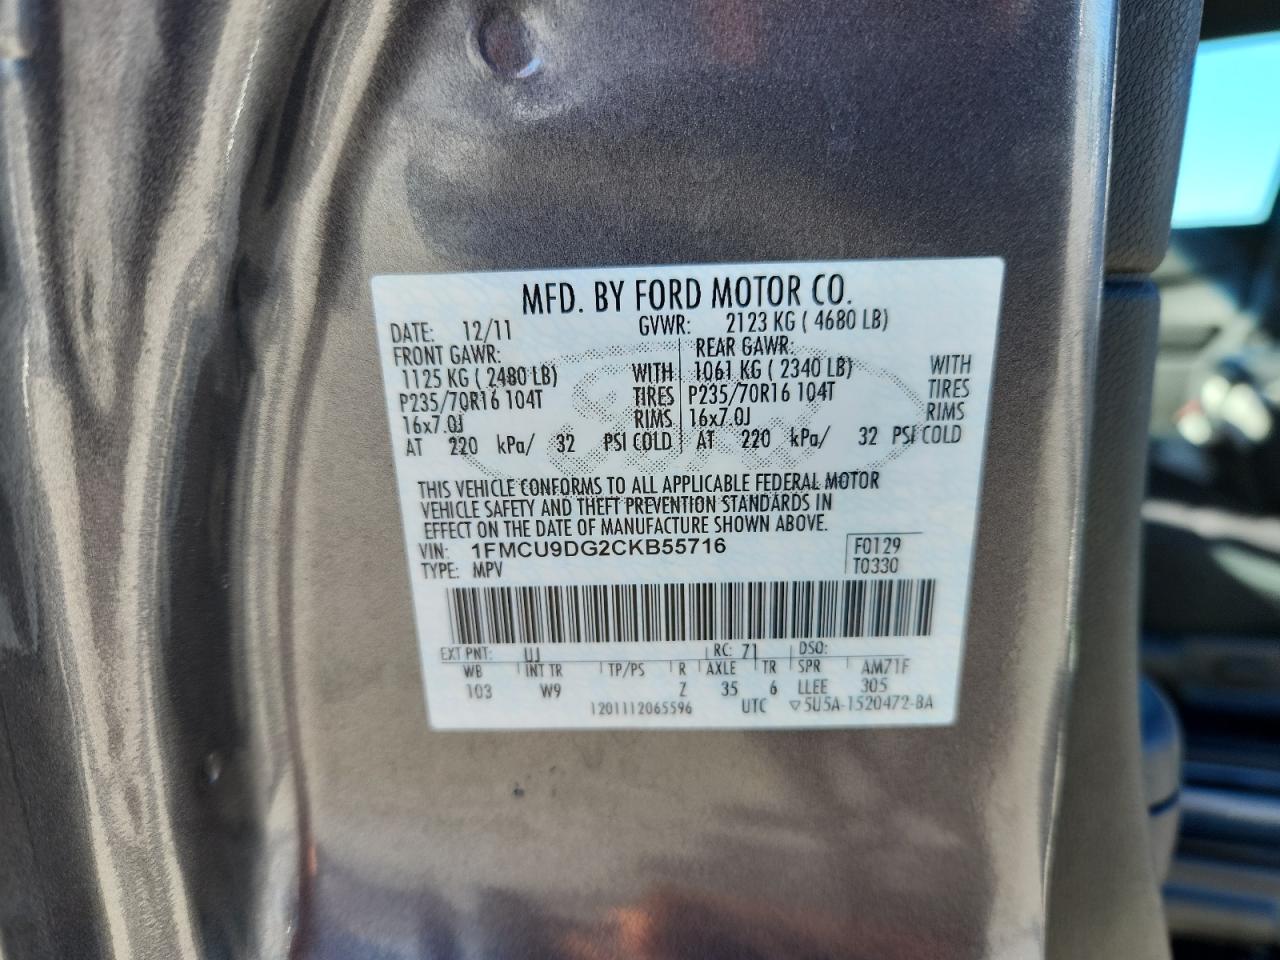 MFD. BY FORD MOTOR CO.
DATE: 12/11 GVWR: 2123 KG ( 4680 LB)
FRONT GAWR: REAR GAWR:
1125 KG ( 2480 LB) WITH 1061 KG ( 2340 LB) WITH
P235/70R16 104T TIRES P235/70R16 104T TIRES
16x7.0J RIMS 16x7.0J RIMS
AT 220 kPa/ 32 PSI COLD AT 220 kPa/ 32 PSI COLD
THIS VEHICLE CONFORMS TO ALL APPLICABLE FEDERAL MOTOR
VEHICLE SAFETY AND THEFT PREVENTION STANDARDS IN
EFFECT ON THE DATE OF MANUFACTURE SHOWN ABOVE.
VIN: 1FMCU9DG2CKB55716 F0129
TYPE: MPV T0330
EXT PNT: UJ RC: 71 DSO:
WB INT TR TP/PS R AXLE TR SPR AM71F
103 W9 Z 35 6 LLEE 305
1201112065596 UTC ▽5U5A-1520472-BA